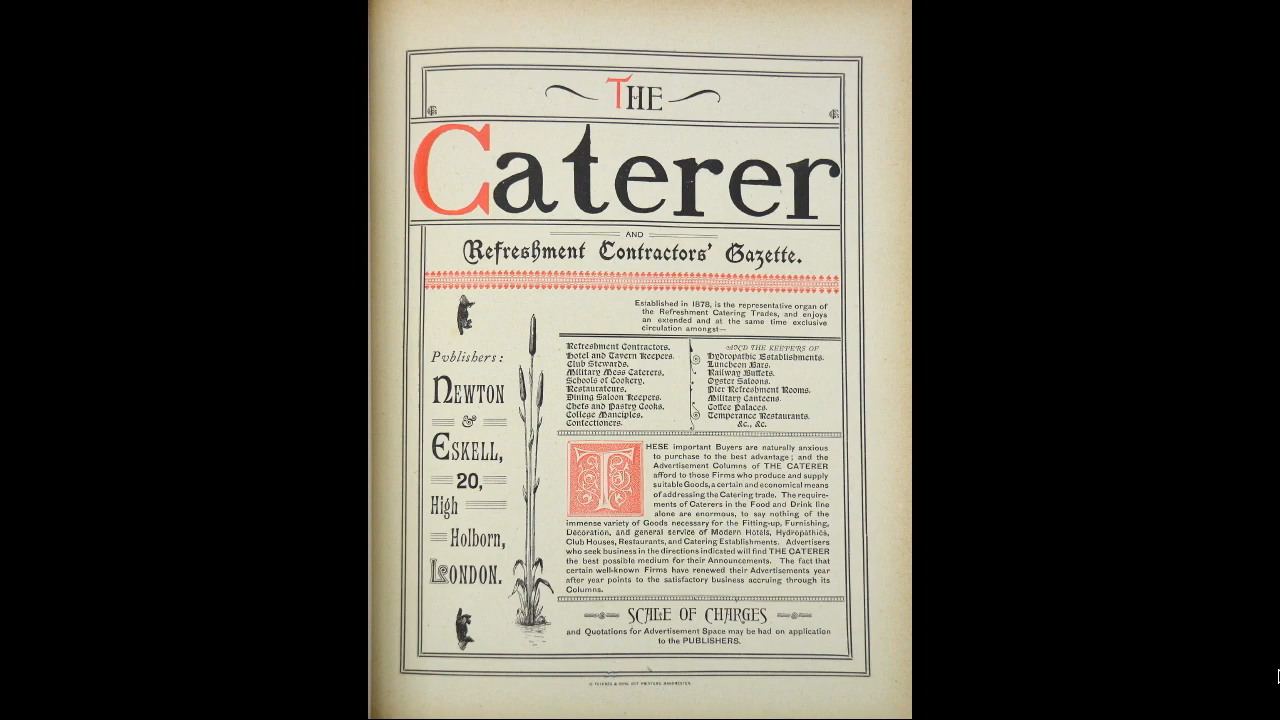 THE
Caterer
AND
Refreshment Contractors' Gazette.
Established in 1878, is the representative organ of
the Refreshment Catering Trades, and enjoys
an extended and at the same time exclusive
circulation amongst—
Refreshment Contractors.
Hotel and Tavern Keepers.
Club Stewards.
Military Mess Caterers.
Schools of Cookery.
Restaurateurs.
Dining Saloon Keepers.
Chefs and Pastry Cooks.
College Manciples.
Confectioners.
AND THE KEEPERS OF
Hydropathic Establishments.
Luncheon Bars.
Railway Buffets.
Oyster Saloons.
Pier Refreshment Rooms.
Military Canteens.
Coffee Palaces.
Temperance Restaurants.
&c., &c.
Publishers:
NEWTON
&
ESKELL,
20,
High
Holborn,
LONDON.
THESE important Buyers are naturally anxious
to purchase to the best advantage; and the
Advertisement Columns of THE CATERER
afford to those Firms who produce and supply
suitable Goods, a certain and economical means
of addressing the Catering trade. The require-
ments of Caterers in the Food and Drink line
alone are enormous, to say nothing of the
immense variety of Goods necessary for the Fitting-up, Furnishing,
Decoration, and general service of Modern Hotels, Hydropathics,
Club Houses, Restaurants, and Catering Establishments. Advertisers
who seek business in the directions indicated will find THE CATERER
the best possible medium for their Announcements. The fact that
certain well-known Firms have renewed their Advertisements year
after year points to the satisfactory business accruing through its
Columns.
SCALE OF CHARGES
and Quotations for Advertisement Space may be had on application
to the PUBLISHERS.